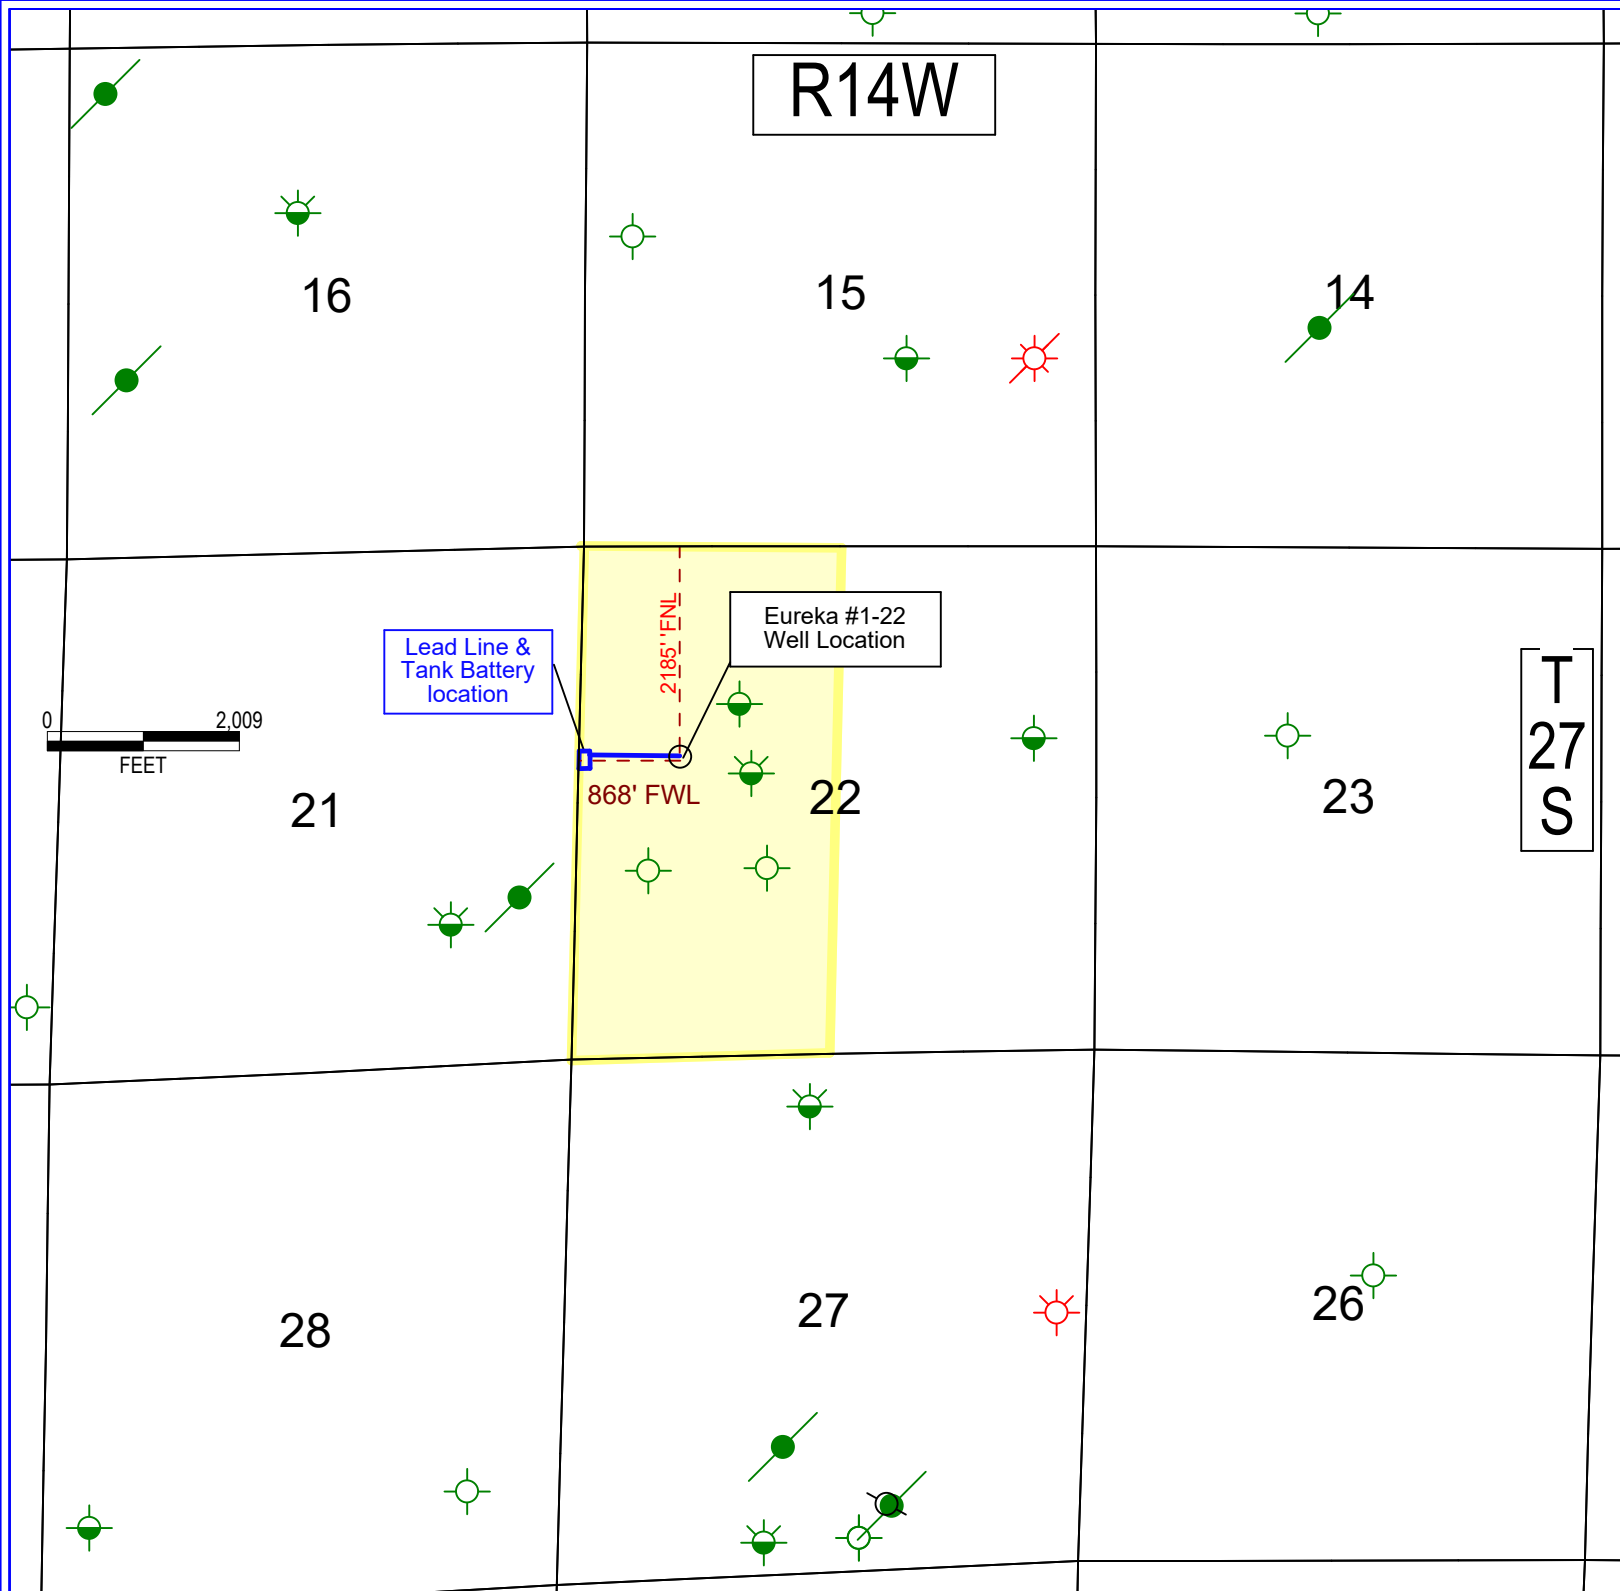 R14W
16
15
14
Eureka #1-22
Well Location
2185' 'FNL
Lead Line &
Tank Battery
location
T
27
S
0 2,009
FEET
868' FWL
21
22
23
28
27
26